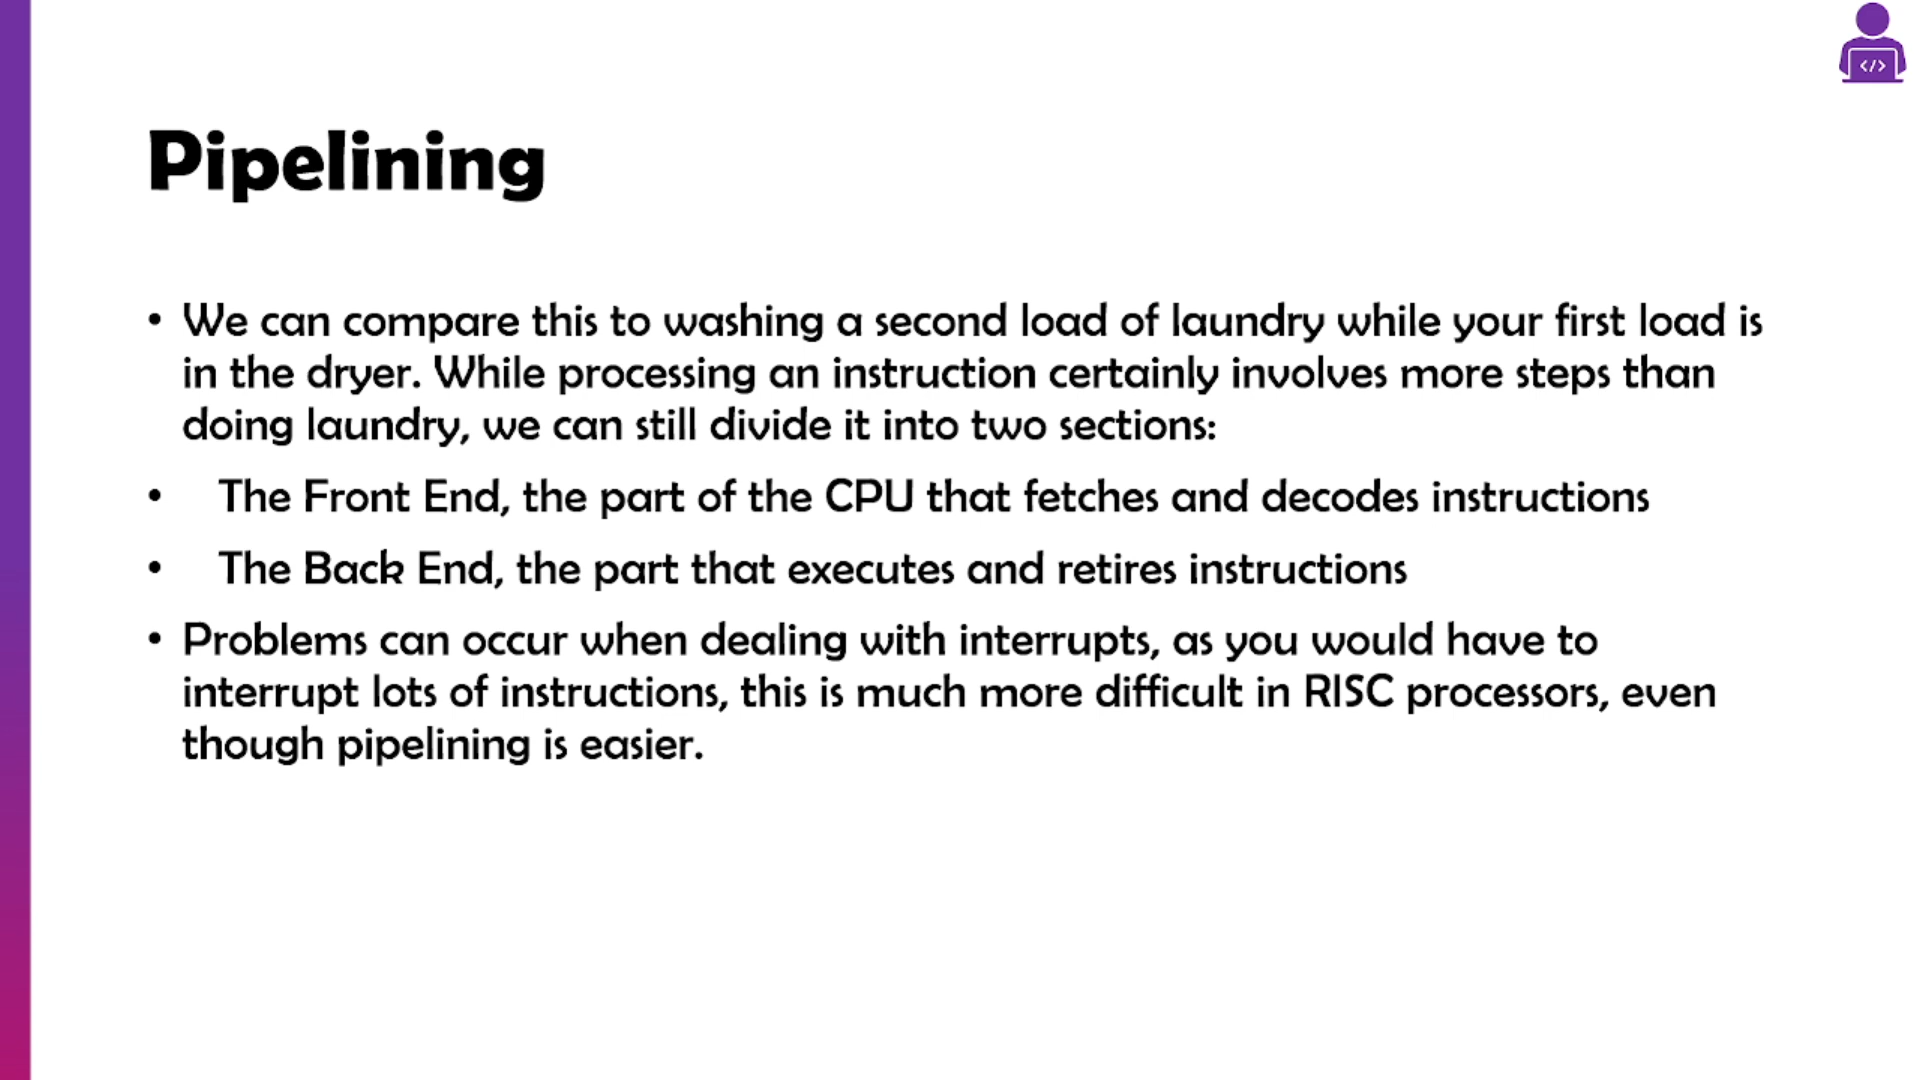 </>
Pipelining
• We can compare this to washing a second load of laundry while your first load is
in the dryer. While processing an instruction certainly involves more steps than
doing laundry, we can still divide it into two sections:
• The Front End, the part of the CPU that fetches and decodes instructions
• The Back End, the part that executes and retires instructions
• Problems can occur when dealing with interrupts, as you would have to
interrupt lots of instructions, this is much more difficult in RISC processors, even
though pipelining is easier.